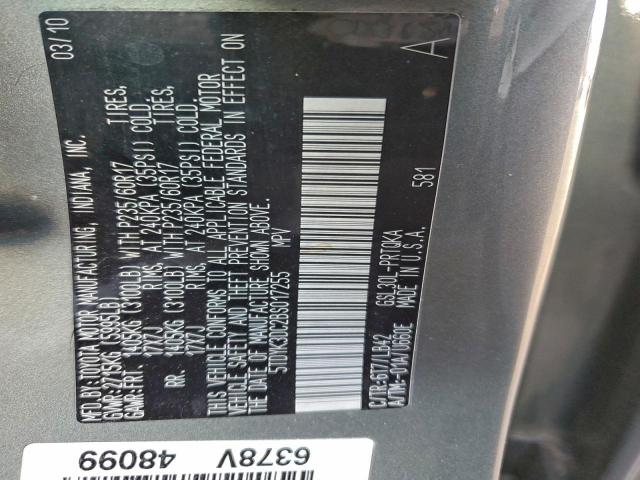 MFD.BY:TOYOTA MOTOR MANUFACTURING, INDIANA, INC. 03/10
GVWR:2715KG (5995LB)
GAWR:FRT. 1405KG (3100LB) WITH P235/60R17 TIRES,
17X7J RIMS, AT 240KPA (35PSI) COLD.
RR. 1405KG (3100LB) WITH P235/60R17 TIRES,
17X7J RIMS, AT 240KPA (35PSI) COLD.
THIS VEHICLE CONFORMS TO ALL APPLICABLE FEDERAL MOTOR
VEHICLE SAFETY AND THEFT PREVENTION STANDARDS IN EFFECT ON
THE DATE OF MANUFACTURE SHOWN ABOVE.
5TDYK3DC2BS017255 MPV
C/TR:6T7/LB42 GSL30L-PRTQKA
A/TM:-01A/U660E MADE IN U.S.A.
581
A
6378V
48099